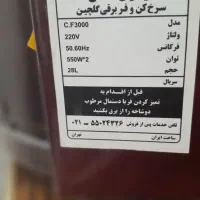 سرخ کن و فر برقی گلچین
مدل C.F3000
ولتاژ 220V
فرکانس 50.60Hz
توان 550W*2
حجم 28L
سریال
قبل از اقدام به
تمیز کردن فر با دستمال مرطوب
دوشاخه را از برق بکشید
تلفن خدمات پس از فروش ۵۵۰۲۴۳۲۶ - ۰۲۱
ساخت ایران تهران